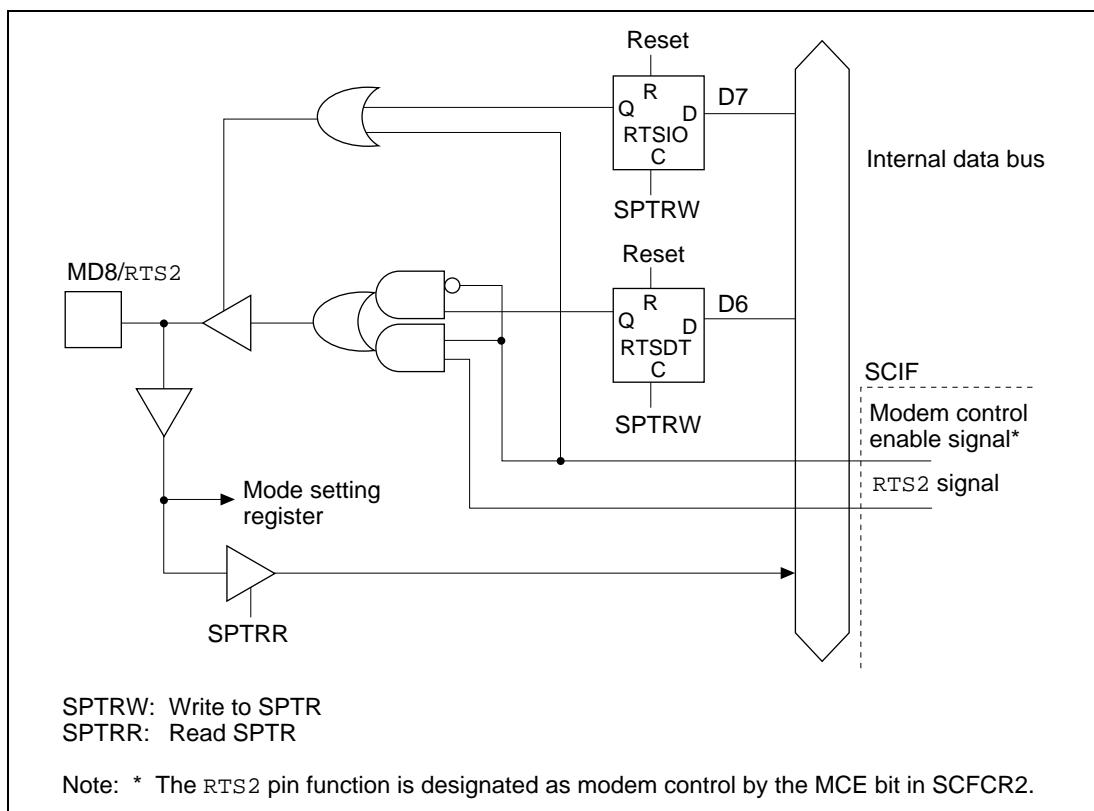 Reset
R
Q
D
D7
RTSIO
C
Internal data bus
SPTRW
Reset
MD8/RTS2
R
Q
D
D6
RTSDT
C
SCIF
SPTRW
Modem control
enable signal*
RTS2 signal
Mode setting
register
SPTRR
SPTRW: Write to SPTR
SPTRR: Read SPTR
Note: * The RTS2 pin function is designated as modem control by the MCE bit in SCFCR2.